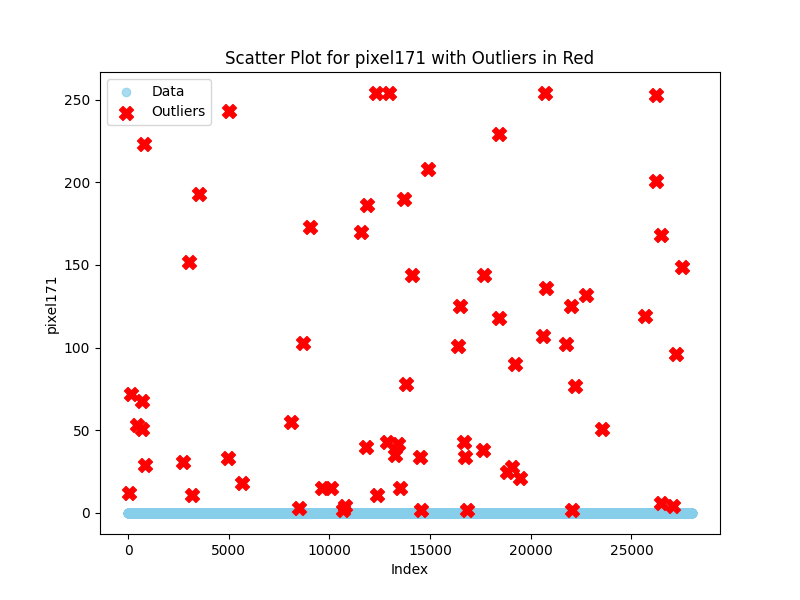 Scatter Plot for pixel171 with Outliers in Red
Data
Outliers
250
200
150
100
50
0
pixel171
0 5000 10000 15000 20000 25000
Index